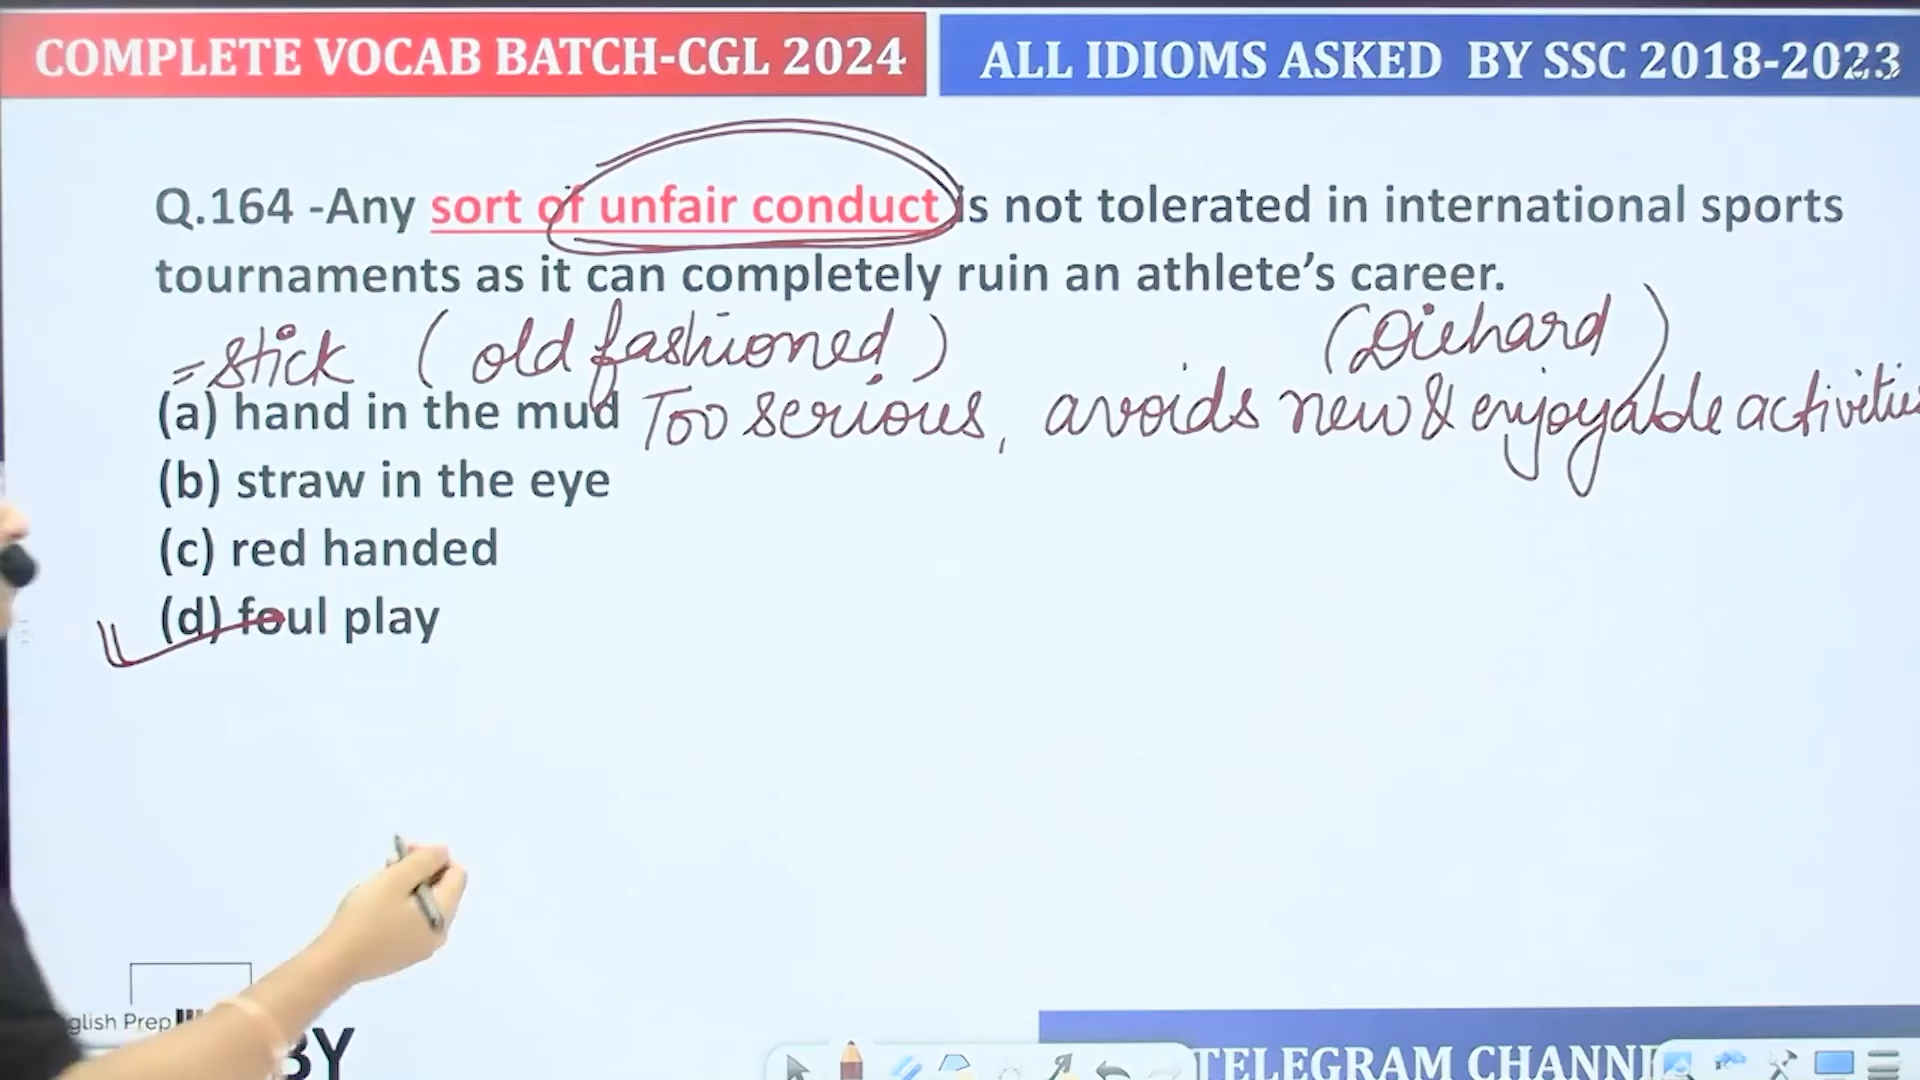 COMPLETE VOCAB BATCH-CGL 2024
ALL IDIOMS ASKED BY SSC 2018-2023
Q.164 -Any sort of unfair conduct is not tolerated in international sports
tournaments as it can completely ruin an athlete’s career.
= stick (old fashioned) (Diehard)
(a) hand in the mud Too serious, avoids new & enjoyable activities
(b) straw in the eye
(c) red handed
(d) foul play
glish Prep
BY
TELEGRAM CHANN